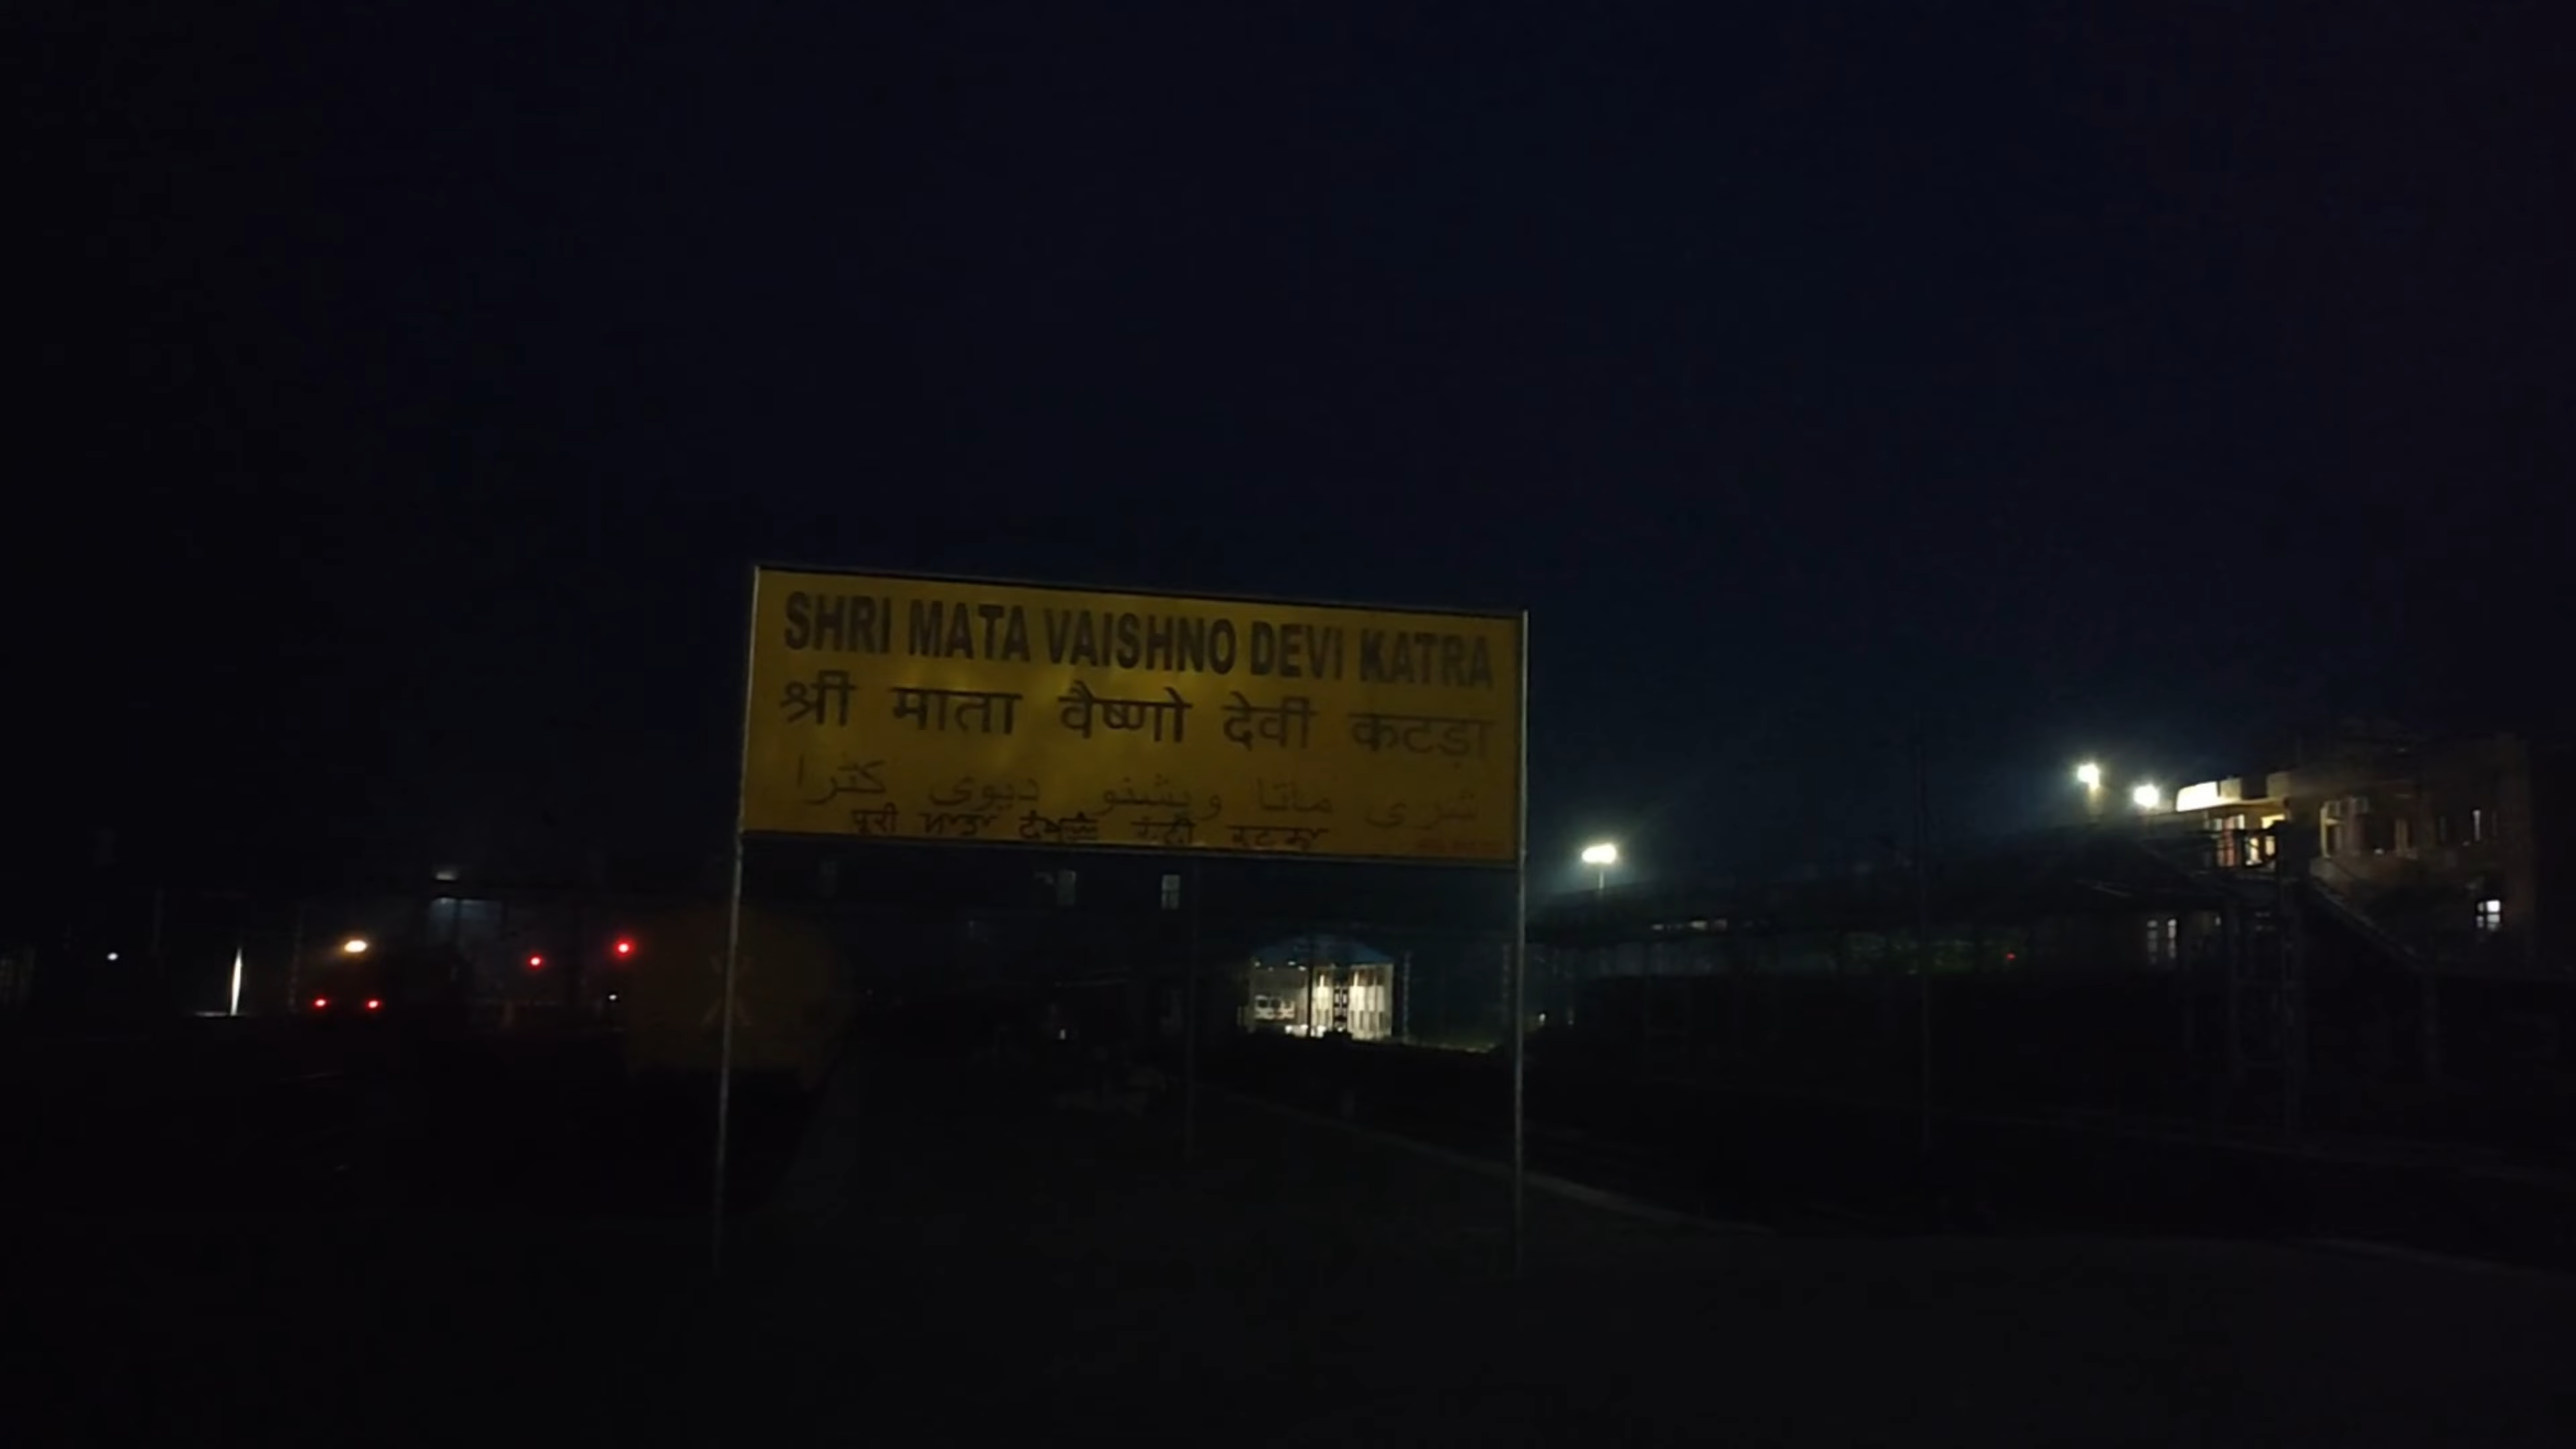 SHRI MATA VAISHNO DEVI KATRA
श्री माता वैष्णो देवी कटड़ा
شری ماتا ویشنو دیوی کٹرا